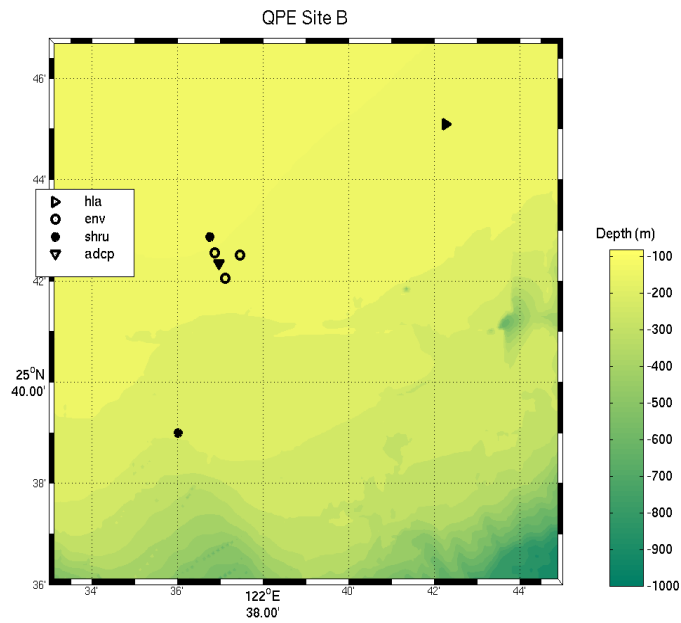 QPE Site B
46'
44'
42'
25°N
40.00'
38'
36'
34'
36'
122°E
38.00'
40'
42'
44'
hla
env
shru
adcp
Depth (m)
-100
-200
-300
-400
-500
-600
-700
-800
-900
-1000